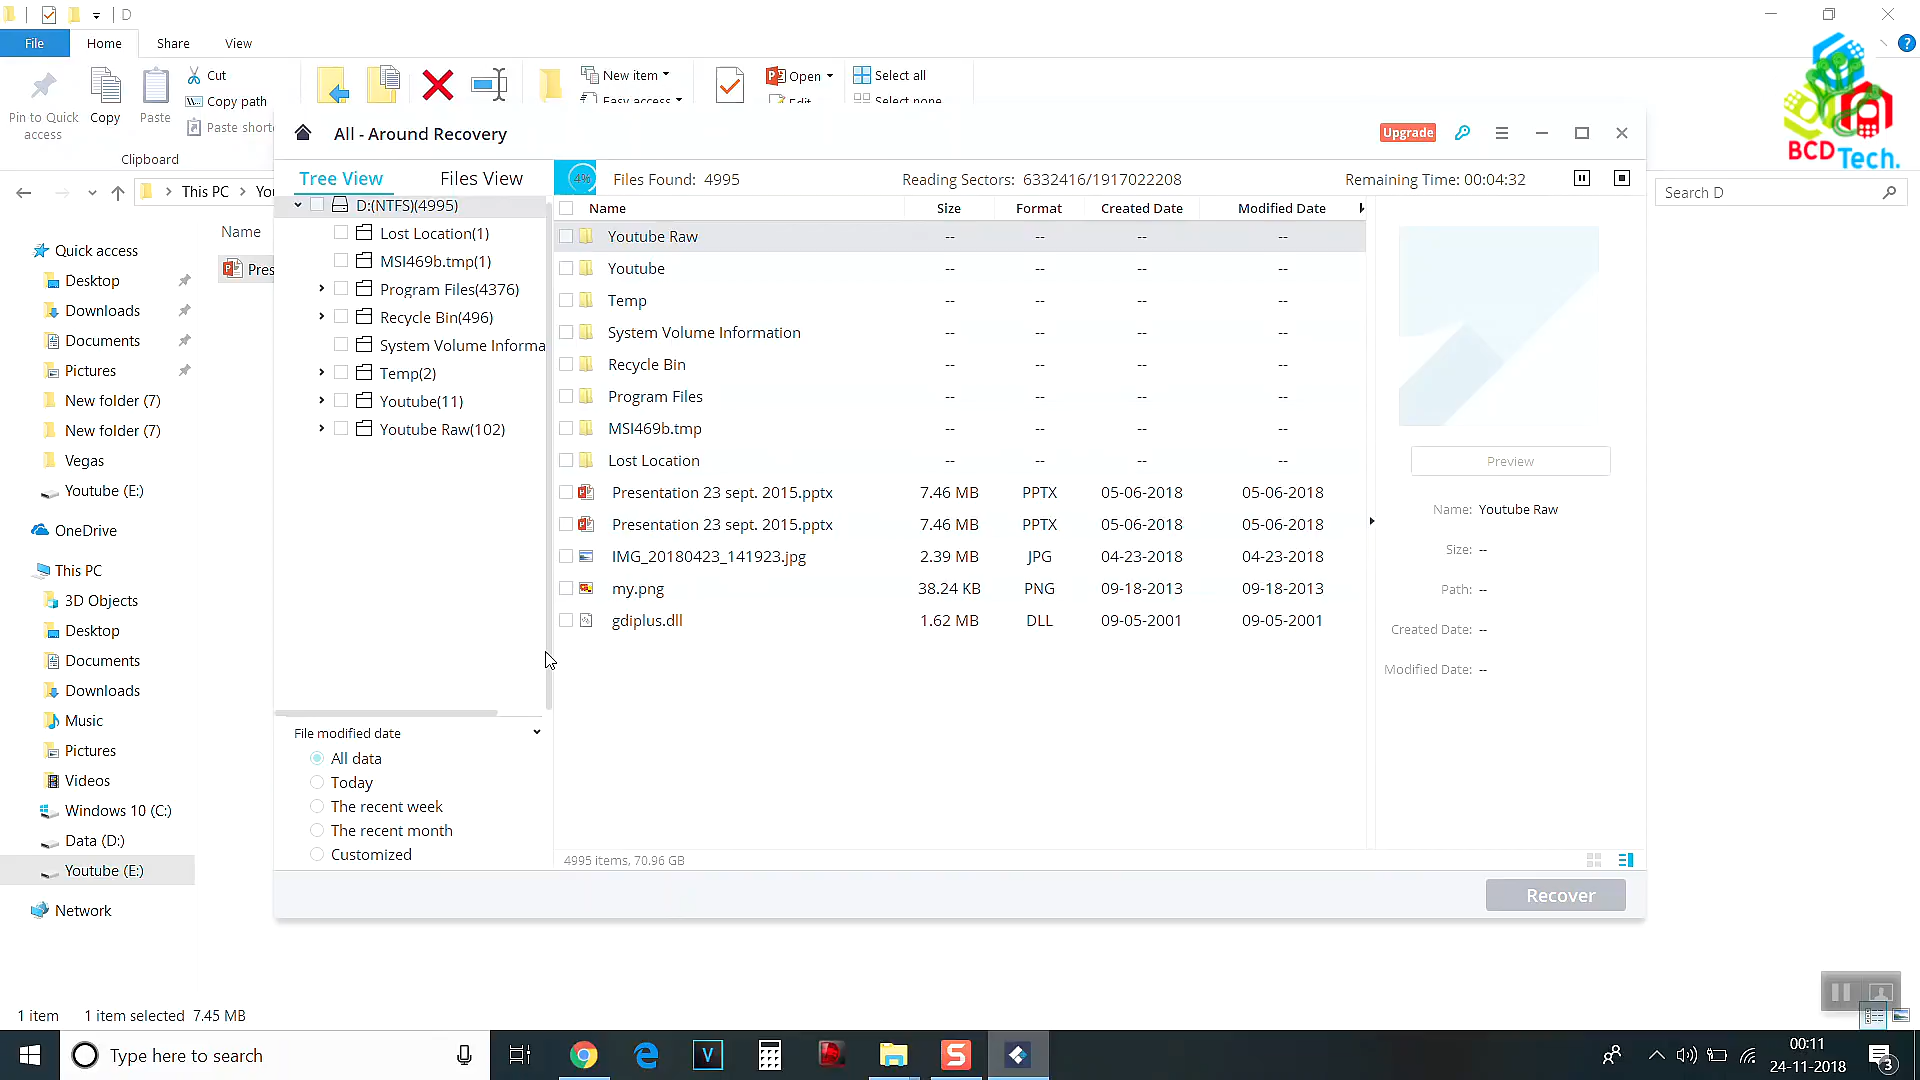 D
File
Home
Share
View
?
Pin to Quick
access
Copy
Paste
Cut
Copy path
Paste short
Clipboard
New item
Easy access
Open
Edit
Select all
Select none
BCD Tech.
This PC
You
Search D
Quick access
Desktop
Downloads
Documents
Pictures
New folder (7)
New folder (7)
Vegas
Youtube (E:)
OneDrive
This PC
3D Objects
Desktop
Documents
Downloads
Music
Pictures
Videos
Windows 10 (C:)
Data (D:)
Youtube (E:)
Network
Name
Pres
All - Around Recovery
Upgrade
Tree View
Files View
4%
Files Found: 4995
Reading Sectors: 6332416/1917022208
Remaining Time: 00:04:32
D:(NTFS)(4995)
Lost Location(1)
MSI469b.tmp(1)
Program Files(4376)
Recycle Bin(496)
System Volume Informa
Temp(2)
Youtube(11)
Youtube Raw(102)
File modified date
All data
Today
The recent week
The recent month
Customized
Name Size Format Created Date Modified Date
Youtube Raw -- -- -- --
Youtube -- -- -- --
Temp -- -- -- --
System Volume Information -- -- -- --
Recycle Bin -- -- -- --
Program Files -- -- -- --
MSI469b.tmp -- -- -- --
Lost Location -- -- -- --
Presentation 23 sept. 2015.pptx 7.46 MB PPTX 05-06-2018 05-06-2018
Presentation 23 sept. 2015.pptx 7.46 MB PPTX 05-06-2018 05-06-2018
IMG_20180423_141923.jpg 2.39 MB JPG 04-23-2018 04-23-2018
my.png 38.24 KB PNG 09-18-2013 09-18-2013
gdiplus.dll 1.62 MB DLL 09-05-2001 09-05-2001
4995 items, 70.96 GB
Preview
Name: Youtube Raw
Size: --
Path: --
Created Date: --
Modified Date: --
Recover
1 item
1 item selected 7.45 MB
Type here to search
V
S
00:11
24-11-2018
3